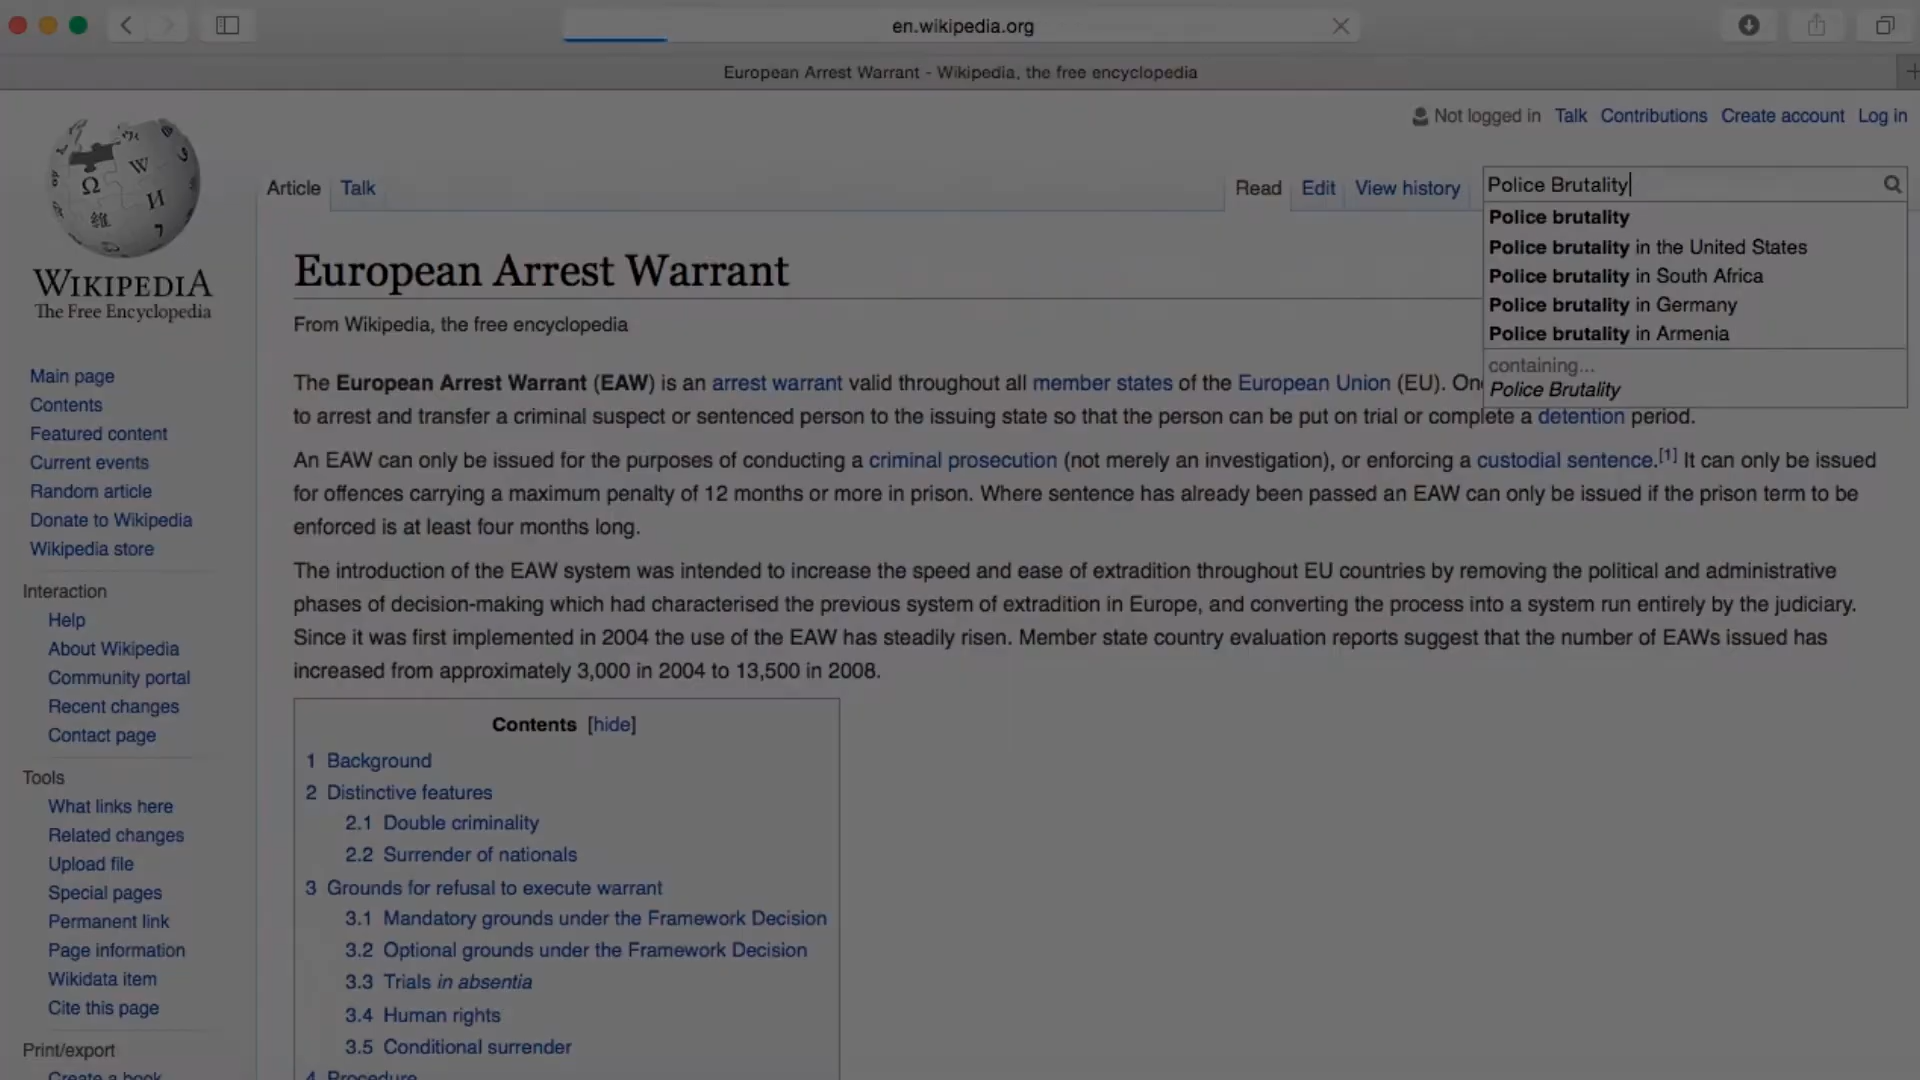 en.wikipedia.org
European Arrest Warrant - Wikipedia, the free encyclopedia
Not logged in Talk Contributions Create account Log in
Article Talk Read Edit View history Police Brutality
Police brutality
Police brutality in the United States
Police brutality in South Africa
Police brutality in Germany
Police brutality in Armenia
containing...
Police Brutality
WIKIPEDIA
The Free Encyclopedia
Main page
Contents
Featured content
Current events
Random article
Donate to Wikipedia
Wikipedia store
Interaction
Help
About Wikipedia
Community portal
Recent changes
Contact page
Tools
What links here
Related changes
Upload file
Special pages
Permanent link
Page information
Wikidata item
Cite this page
Print/export
Create a book
European Arrest Warrant
From Wikipedia, the free encyclopedia
The European Arrest Warrant (EAW) is an arrest warrant valid throughout all member states of the European Union (EU).
to arrest and transfer a criminal suspect or sentenced person to the issuing state so that the person can be put on trial or complete a detention period.
An EAW can only be issued for the purposes of conducting a criminal prosecution (not merely an investigation), or enforcing a custodial sentence.[1] It can only be issued
for offences carrying a maximum penalty of 12 months or more in prison. Where sentence has already been passed an EAW can only be issued if the prison term to be
enforced is at least four months long.
The introduction of the EAW system was intended to increase the speed and ease of extradition throughout EU countries by removing the political and administrative
phases of decision-making which had characterised the previous system of extradition in Europe, and converting the process into a system run entirely by the judiciary.
Since it was first implemented in 2004 the use of the EAW has steadily risen. Member state country evaluation reports suggest that the number of EAWs issued has
increased from approximately 3,000 in 2004 to 13,500 in 2008.
Contents [hide]
1 Background
2 Distinctive features
2.1 Double criminality
2.2 Surrender of nationals
3 Grounds for refusal to execute warrant
3.1 Mandatory grounds under the Framework Decision
3.2 Optional grounds under the Framework Decision
3.3 Trials in absentia
3.4 Human rights
3.5 Conditional surrender
4 Procedure